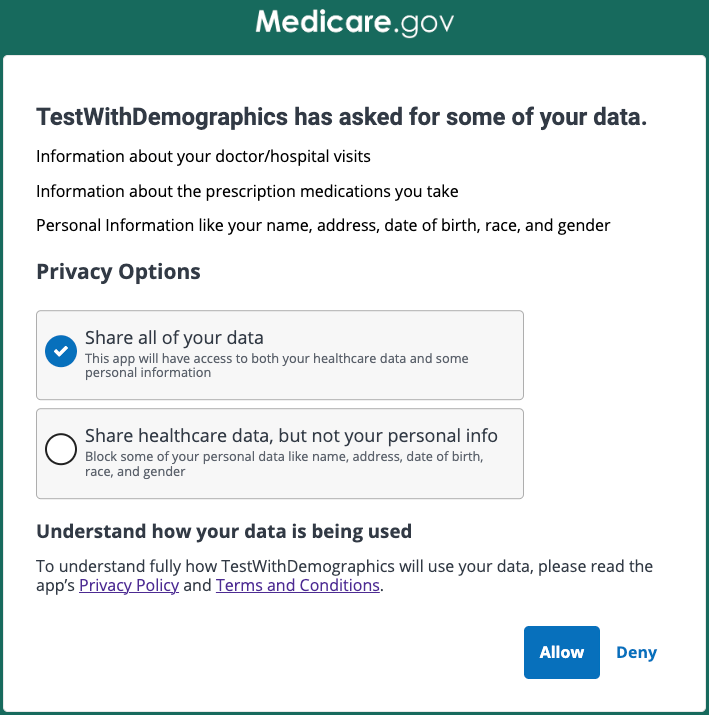 Medicare.gov
TestWithDemographics has asked for some of your data.
Information about your doctor/hospital visits
Information about the prescription medications you take
Personal Information like your name, address, date of birth, race, and gender
Privacy Options
Share all of your data
This app will have access to both your healthcare data and some
personal information
Share healthcare data, but not your personal info
Block some of your personal data like name, address, date of birth,
race, and gender
Understand how your data is being used
To understand fully how TestWithDemographics will use your data, please read the
app's Privacy Policy and Terms and Conditions.
Allow Deny